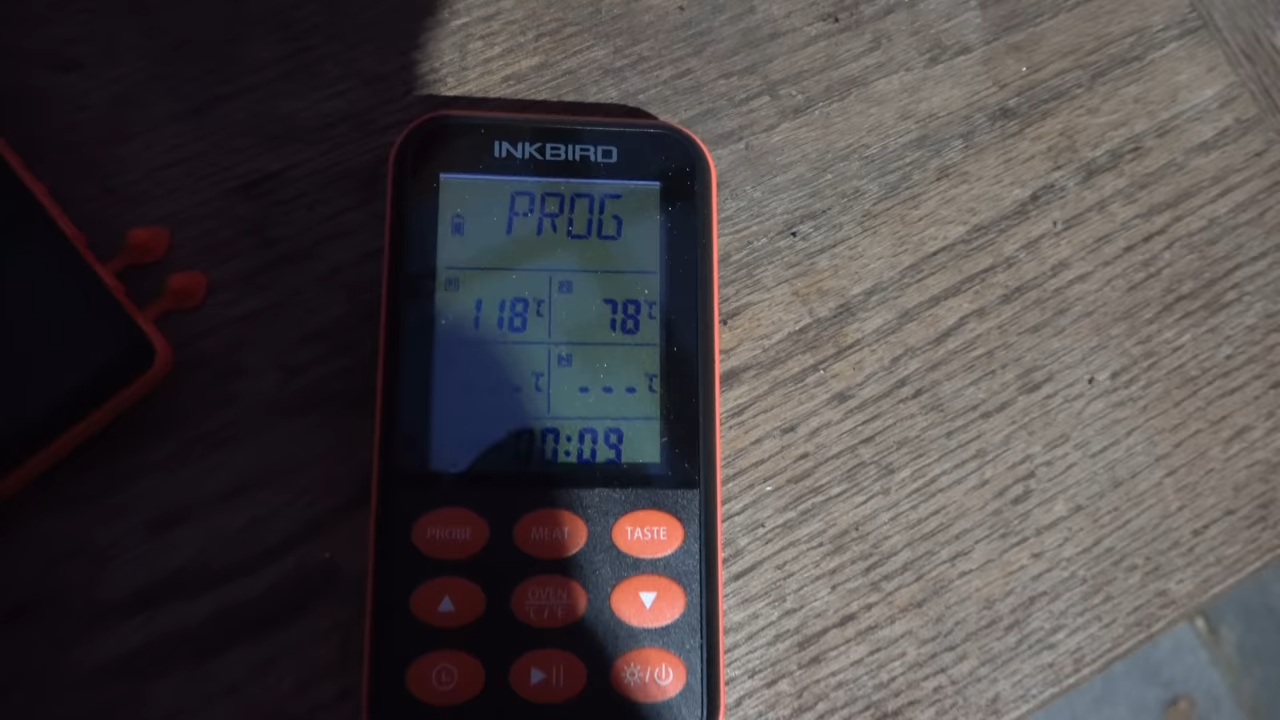 INKBIRD
PROG
118°C 78°C
-°C ---°C
0:09
PROBE MEAT TASTE
OVEN
°C / °F